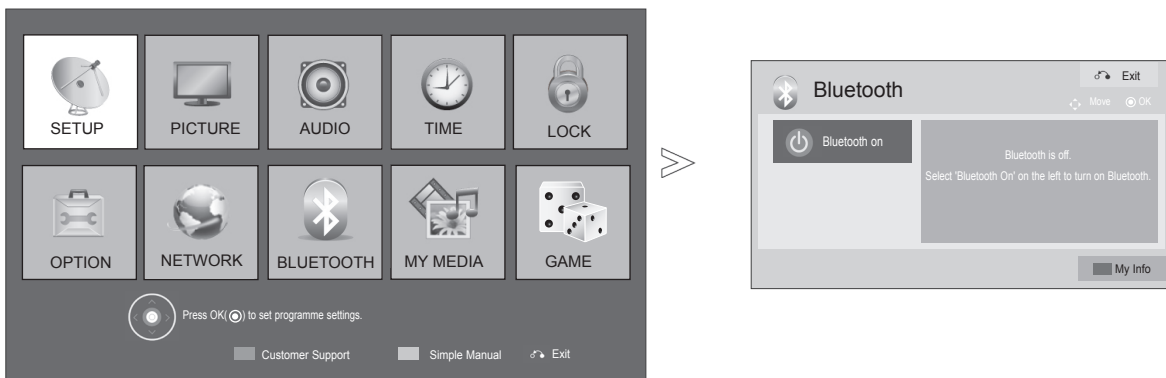 SETUP
PICTURE
AUDIO
TIME
LOCK
OPTION
NETWORK
BLUETOOTH
MY MEDIA
GAME
Press OK( ) to set programme settings.
Customer Support
Simple Manual
Exit
Bluetooth
Exit
Move
OK
Bluetooth on
Bluetooth is off.
Select 'Bluetooth On' on the left to turn on Bluetooth.
My Info